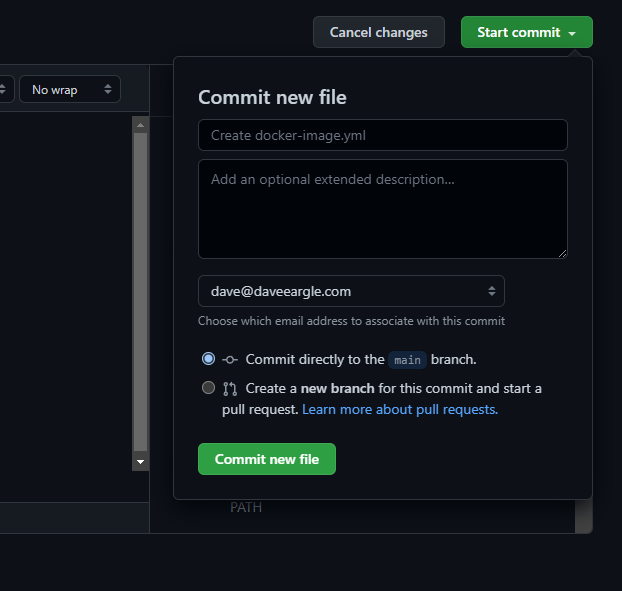 Cancel changes
Start commit
No wrap
Commit new file
Create docker-image.yml
Add an optional extended description...
dave@daveeargle.com
Choose which email address to associate with this commit
Commit directly to the main branch.
Create a new branch for this commit and start a
pull request. Learn more about pull requests.
Commit new file
PATH